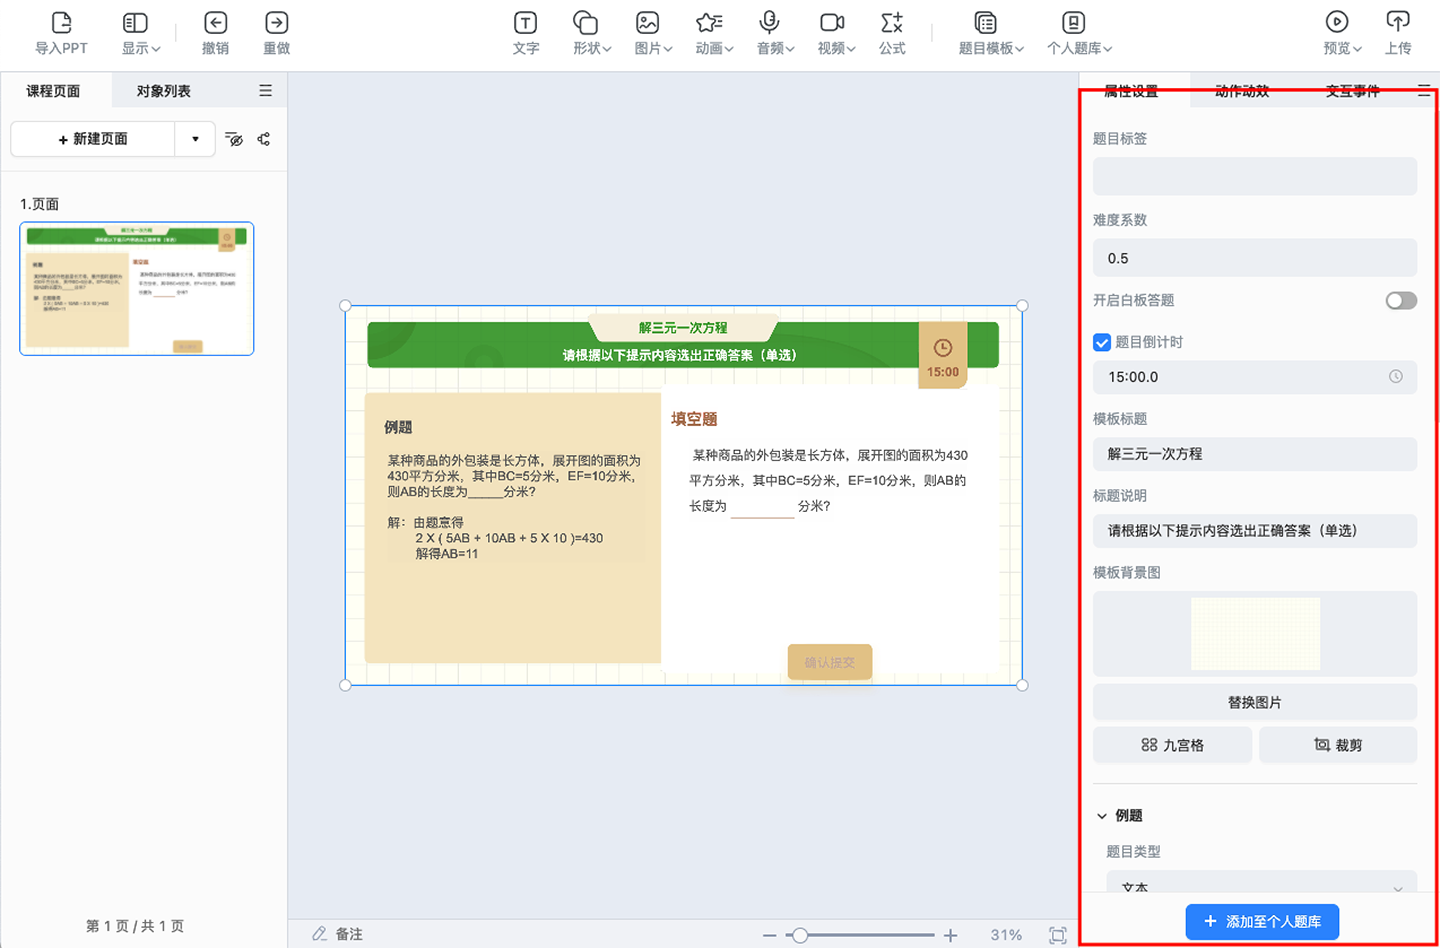 导入PPT
显示
撤销
重做
文字
形状
图片
动画
音频
视频
公式
题目模板
个人题库
预览
上传
课程页面
对象列表
+ 新建页面
1.页面
解三元一次方程
请根据以下提示内容选出正确答案（单选）
15:00
例题
某种商品的外包装是长方体，展开图的面积为
430平方分米，其中BC=5分米，EF=10分米，
则AB的长度为______分米？
解：由题意得
2 X ( 5AB + 10AB + 5 X 10 )=430
解得AB=11
填空题
某种商品的外包装是长方体，展开图的面积为430
平方分米，其中BC=5分米，EF=10分米，则AB的
长度为 ________ 分米？
确认提交
第 1 页 / 共 1 页
备注
31%
属性设置
动作动效
交互事件
题目标签
难度系数
0.5
开启白板答题
题目倒计时
15:00.0
模板标题
解三元一次方程
标题说明
请根据以下提示内容选出正确答案（单选）
模板背景图
替换图片
九宫格
裁剪
例题
题目类型
文本
+ 添加至个人题库